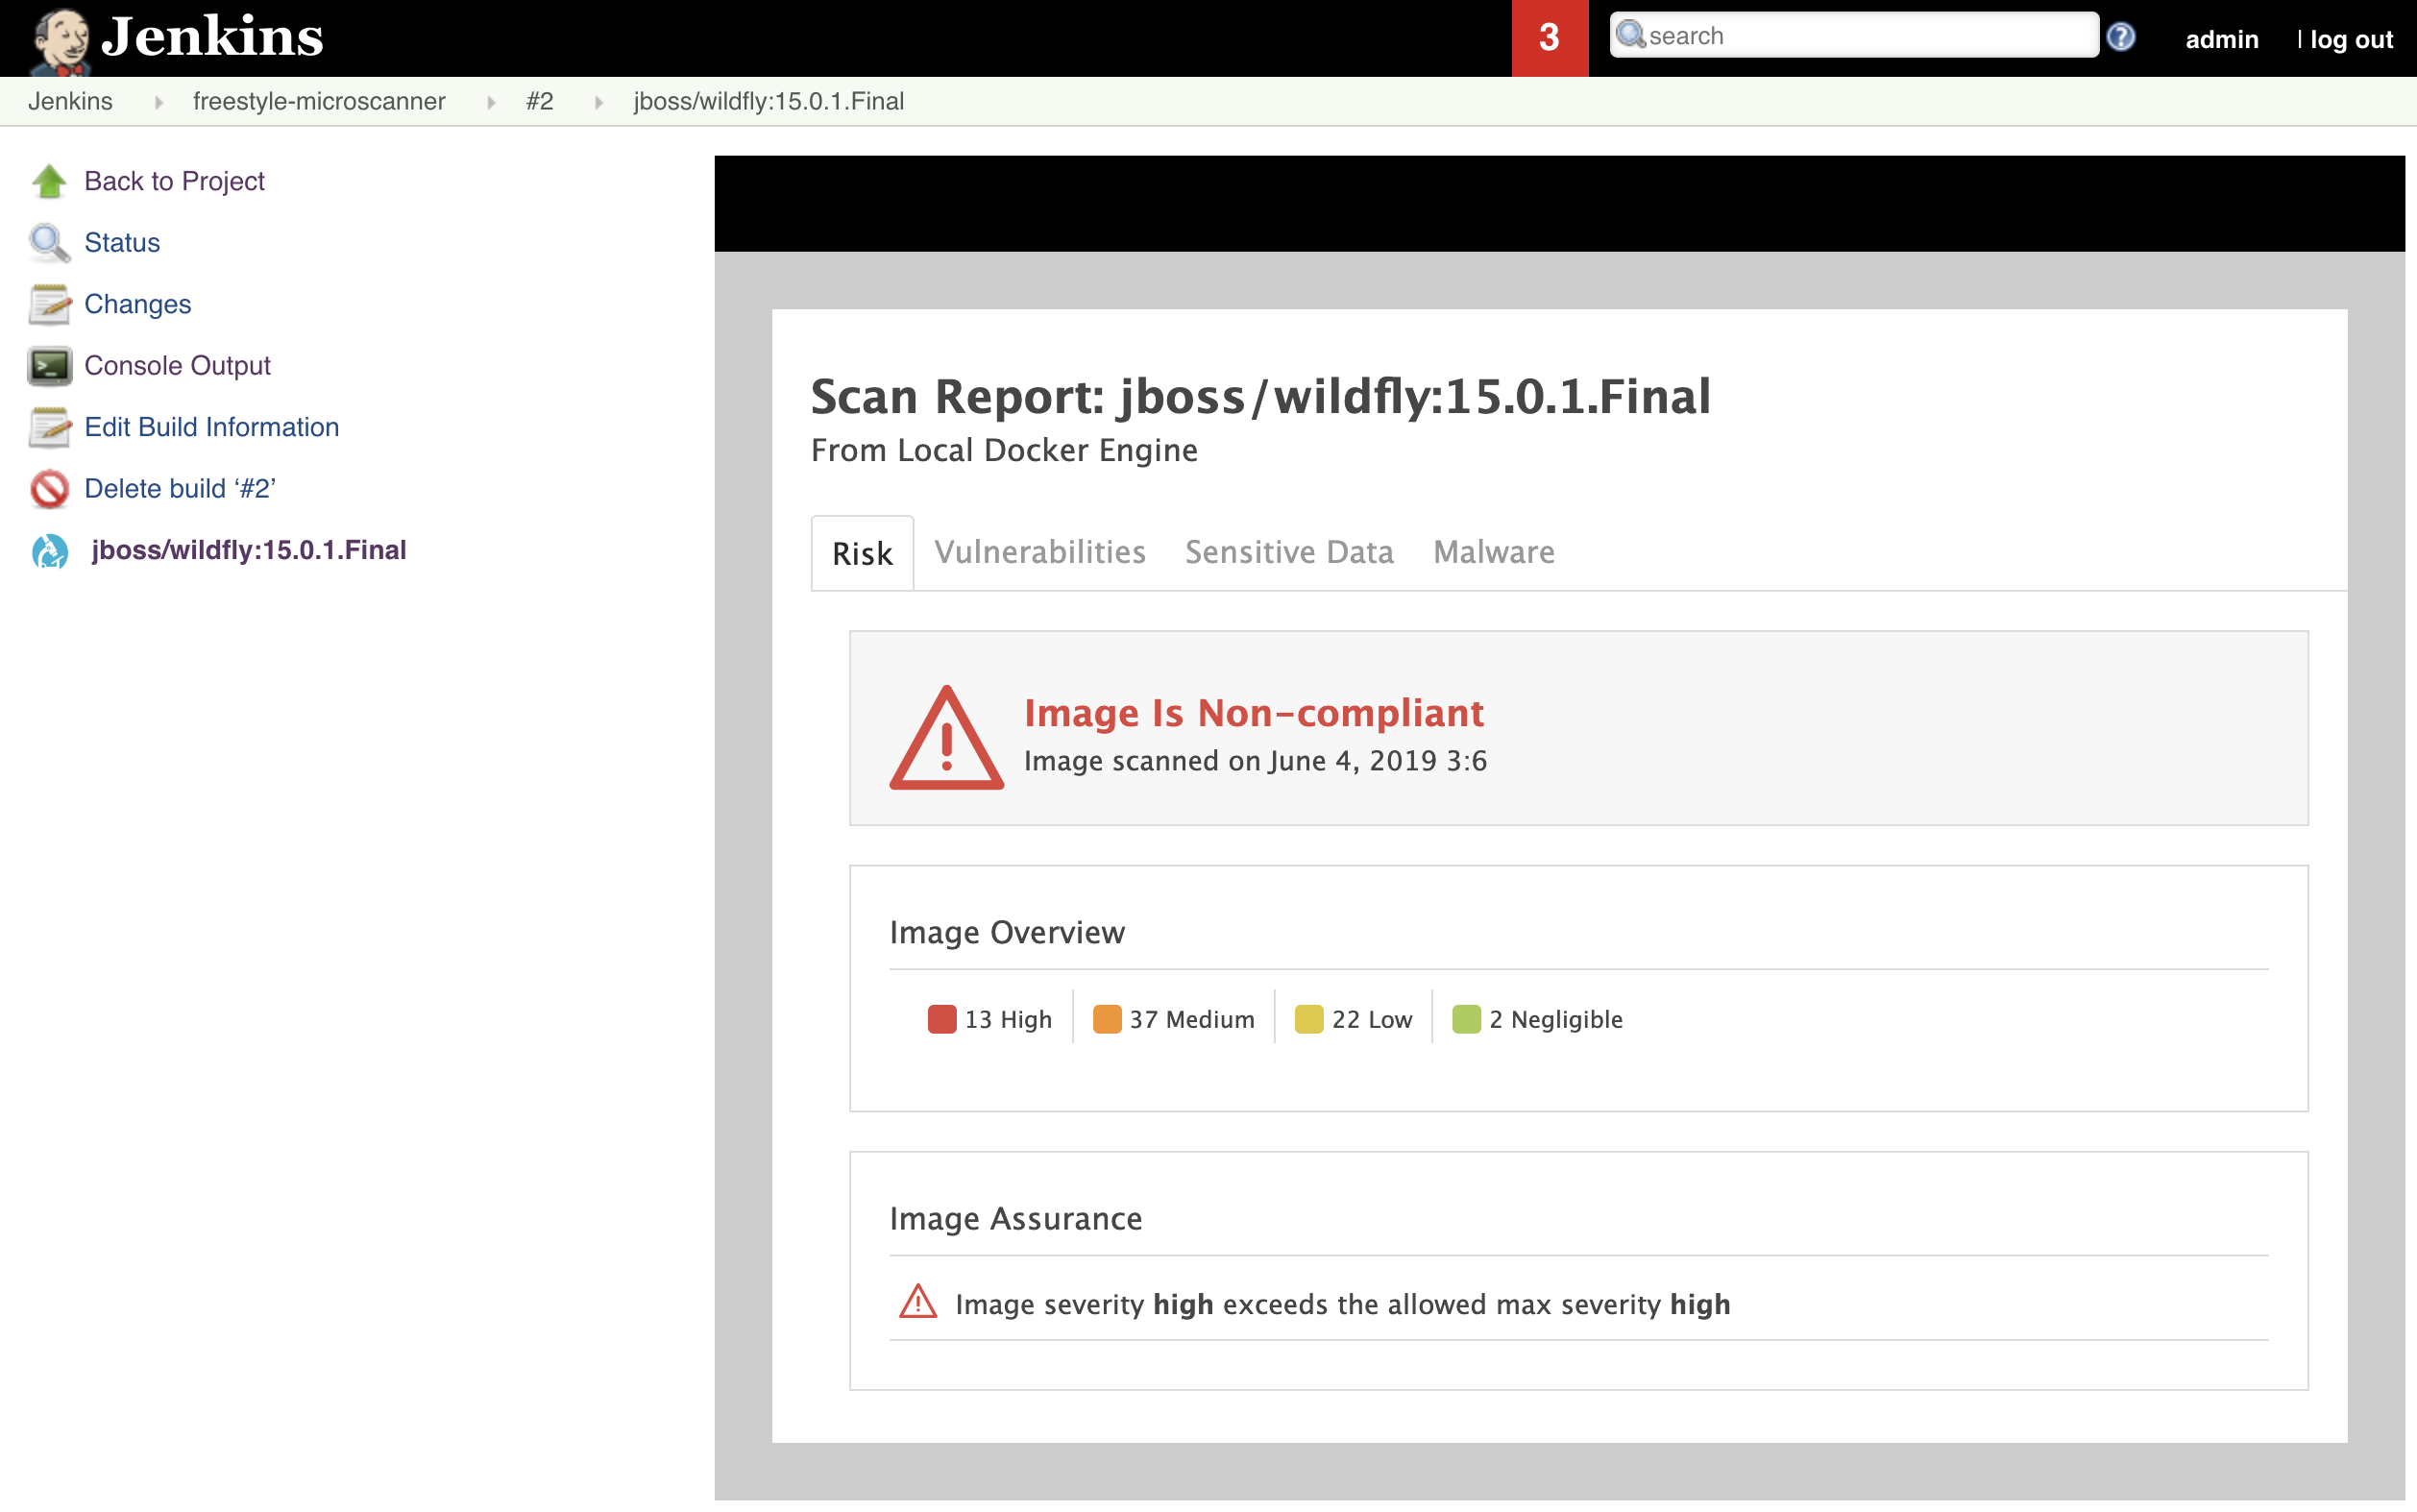 Jenkins
3
search
admin
| log out
Jenkins
freestyle-microscanner
#2
jboss/wildfly:15.0.1.Final
Back to Project
Status
Changes
Console Output
Edit Build Information
Delete build ‘#2’
jboss/wildfly:15.0.1.Final
Scan Report: jboss/wildfly:15.0.1.Final
From Local Docker Engine
Risk Vulnerabilities Sensitive Data Malware
Image Is Non-compliant
Image scanned on June 4, 2019 3:6
Image Overview
13 High 37 Medium 22 Low 2 Negligible
Image Assurance
Image severity high exceeds the allowed max severity high